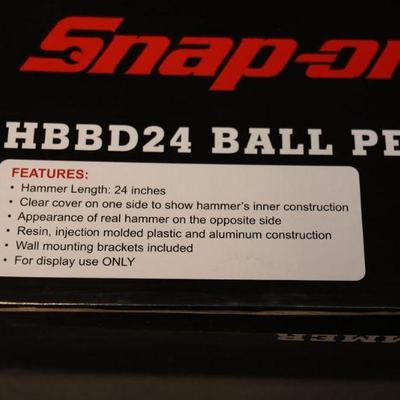 Snap-on
HBBD24 BALL PE
FEATURES:
• Hammer Length: 24 inches
• Clear cover on one side to show hammer's inner construction
• Appearance of real hammer on the opposite side
• Resin, injection molded plastic and aluminum construction
• Wall mounting brackets included
• For display use ONLY
MMER